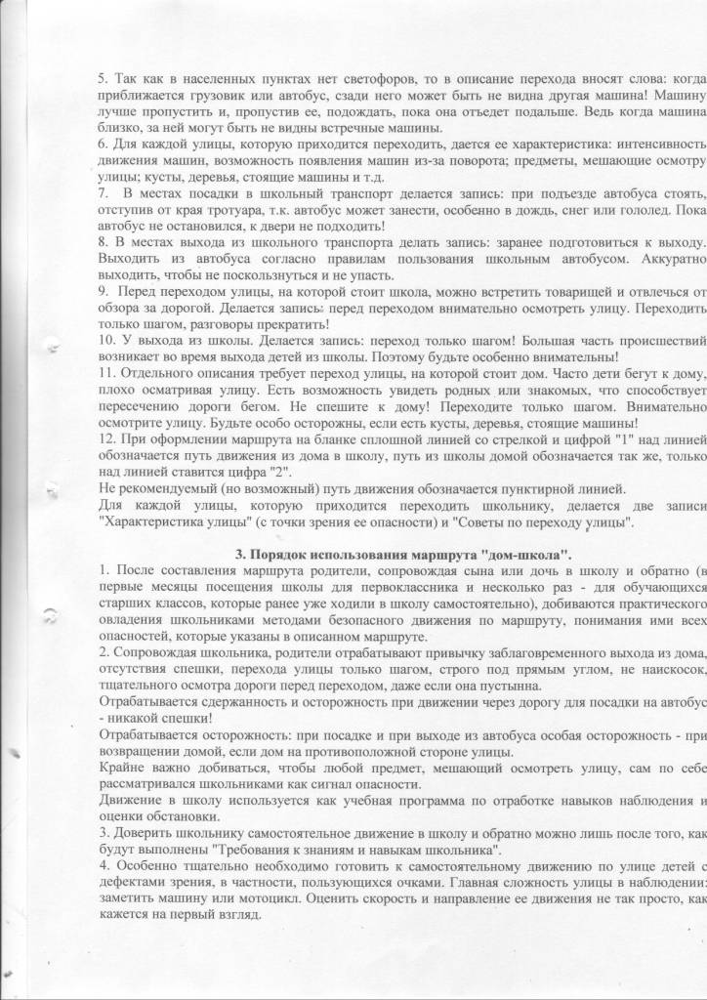 5. Так как в населенных пунктах нет светофоров, то в описание перехода вносят слова: когда
приближается грузовик или автобус, сзади него может быть не видна другая машина! Машину
лучше пропустить и, пропустив ее, подождать, пока она отъедет подальше. Ведь когда машина
близко, за ней могут быть не видны встречные машины.
6. Для каждой улицы, которую приходится переходить, дается ее характеристика: интенсивность
движения машин, возможность появления машин из-за поворота; предметы, мешающие осмотру
улицы; кусты, деревья, стоящие машины и т.д.
7. В местах посадки в школьный транспорт делается запись: при подъезде автобуса стоять,
отступив от края тротуара, т.к. автобус может занести, особенно в дождь, снег или гололед. Пока
автобус не остановился, к двери не подходить!
8. В местах выхода из школьного транспорта делать запись: заранее подготовиться к выходу.
Выходить из автобуса согласно правилам пользования школьным автобусом. Аккуратно
выходить, чтобы не поскользнуться и не упасть.
9. Перед переходом улицы, на которой стоит школа, можно встретить товарищей и отвлечься от
обзора за дорогой. Делается запись: перед переходом внимательно осмотреть улицу. Переходить
только шагом, разговоры прекратить!
10. У выхода из школы. Делается запись: переход только шагом! Большая часть происшествий
возникает во время выхода детей из школы. Поэтому будьте особенно внимательны!
11. Отдельного описания требует переход улицы, на которой стоит дом. Часто дети бегут к дому,
плохо осматривая улицу. Есть возможность увидеть родных или знакомых, что способствует
пересечению дороги бегом. Не спешите к дому! Переходите только шагом. Внимательно
осмотрите улицу. Будьте особо осторожны, если есть кусты, деревья, стоящие машины!
12. При оформлении маршрута на бланке сплошной линией со стрелкой и цифрой "1" над линией
обозначается путь движения из дома в школу, путь из школы домой обозначается так же, только
над линией ставится цифра "2".
Не рекомендуемый (но возможный) путь движения обозначается пунктирной линией.
Для каждой улицы, которую приходится переходить школьнику, делается две записи
"Характеристика улицы" (с точки зрения ее опасности) и "Советы по переходу улицы".
3. Порядок использования маршрута "дом-школа".
1. После составления маршрута родители, сопровождая сына или дочь в школу и обратно (в
первые месяцы посещения школы для первоклассника и несколько раз - для обучающихся
старших классов, которые ранее уже ходили в школу самостоятельно), добиваются практического
овладения школьниками методами безопасного движения по маршруту, понимания ими всех
опасностей, которые указаны в описанном маршруте.
2. Сопровождая школьника, родители отрабатывают привычку заблаговременного выхода из дома,
отсутствия спешки, перехода улицы только шагом, строго под прямым углом, не наискосок,
тщательного осмотра дороги перед переходом, даже если она пустынна.
Отрабатывается сдержанность и осторожность при движении через дорогу для посадки на автобус
- никакой спешки!
Отрабатывается осторожность: при посадке и при выходе из автобуса особая осторожность - при
возвращении домой, если дом на противоположной стороне улицы.
Крайне важно добиваться, чтобы любой предмет, мешающий осмотреть улицу, сам по себе
рассматривался школьниками как сигнал опасности.
Движение в школу используется как учебная программа по отработке навыков наблюдения и
оценки обстановки.
3. Доверить школьнику самостоятельное движение в школу и обратно можно лишь после того, как
будут выполнены "Требования к знаниям и навыкам школьника".
4. Особенно тщательно необходимо готовить к самостоятельному движению по улице детей с
дефектами зрения, в частности, пользующихся очками. Главная сложность улицы в наблюдении:
заметить машину или мотоцикл. Оценить скорость и направление ее движения не так просто, как
кажется на первый взгляд.